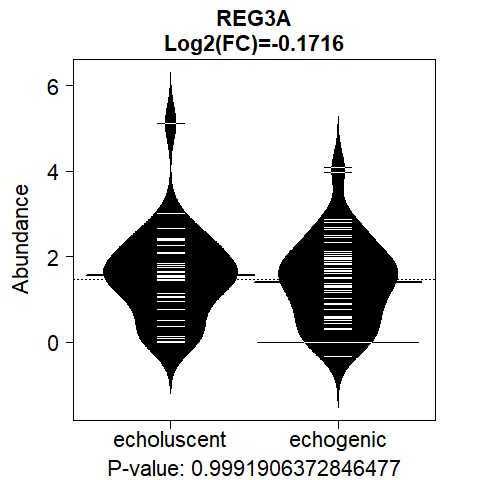 REG3A
Log2(FC)=-0.1716
Abundance
6
4
2
0
echoluscent echogenic
P-value: 0.9991906372846477